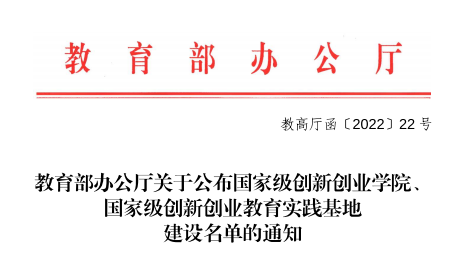 教育部办公厅
教高厅函〔2022〕22 号
教育部办公厅关于公布国家级创新创业学院、
国家级创新创业教育实践基地
建设名单的通知